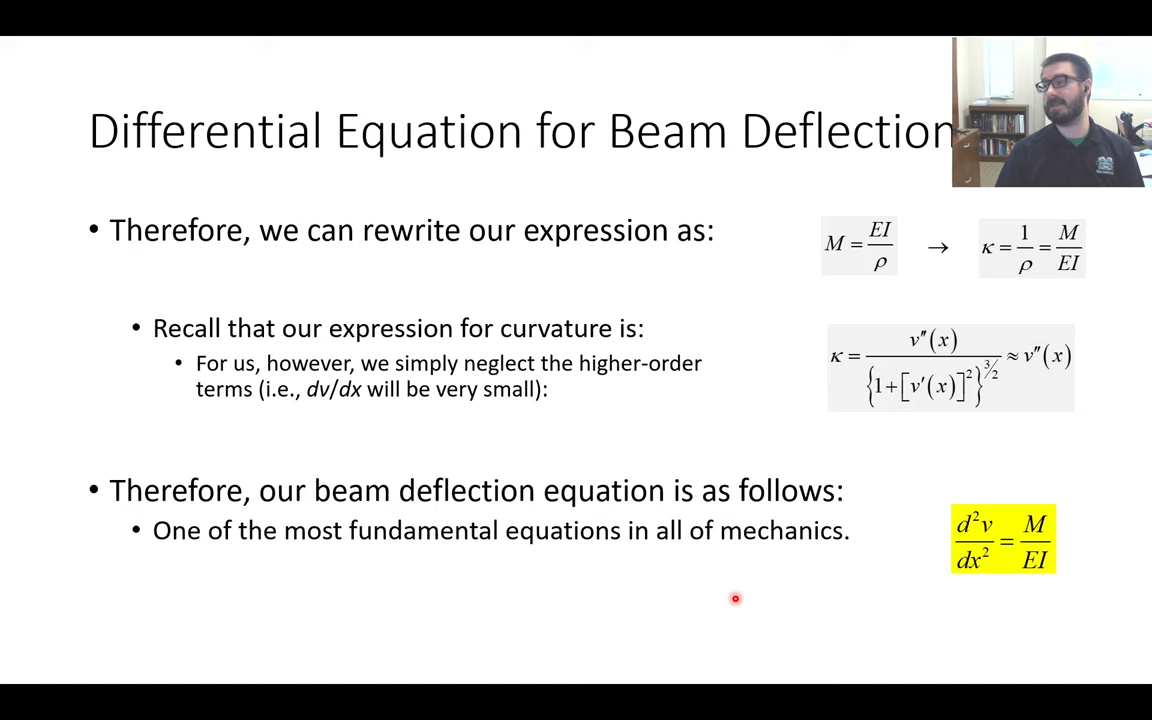 Differential Equation for Beam Deflection
• Therefore, we can rewrite our expression as:
M = EI/ρ → κ = 1/ρ = M/EI
• Recall that our expression for curvature is:
• For us, however, we simply neglect the higher-order
terms (i.e., dv/dx will be very small):
κ = v″(x)/{1+[v′(x)]²}^(3/2) ≈ v″(x)
• Therefore, our beam deflection equation is as follows:
• One of the most fundamental equations in all of mechanics.
d²v/dx² = M/EI